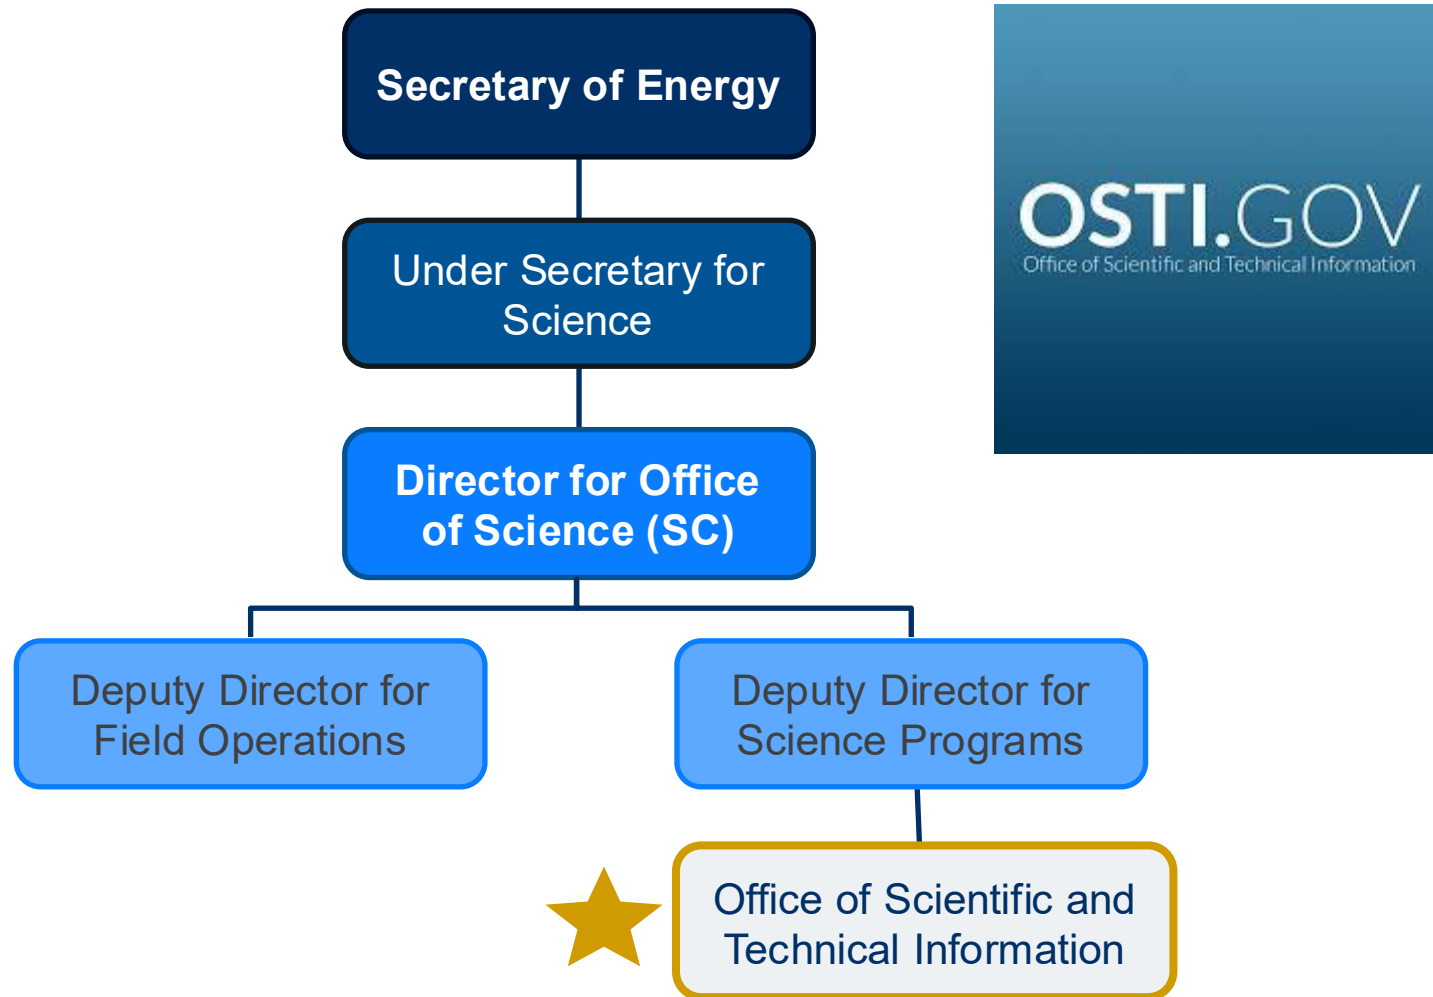 Secretary of Energy
Under Secretary for
Science
Director for Office
of Science (SC)
Deputy Director for
Field Operations
Deputy Director for
Science Programs
Office of Scientific and
Technical Information
OSTI.GOV
Office of Scientific and Technical Information